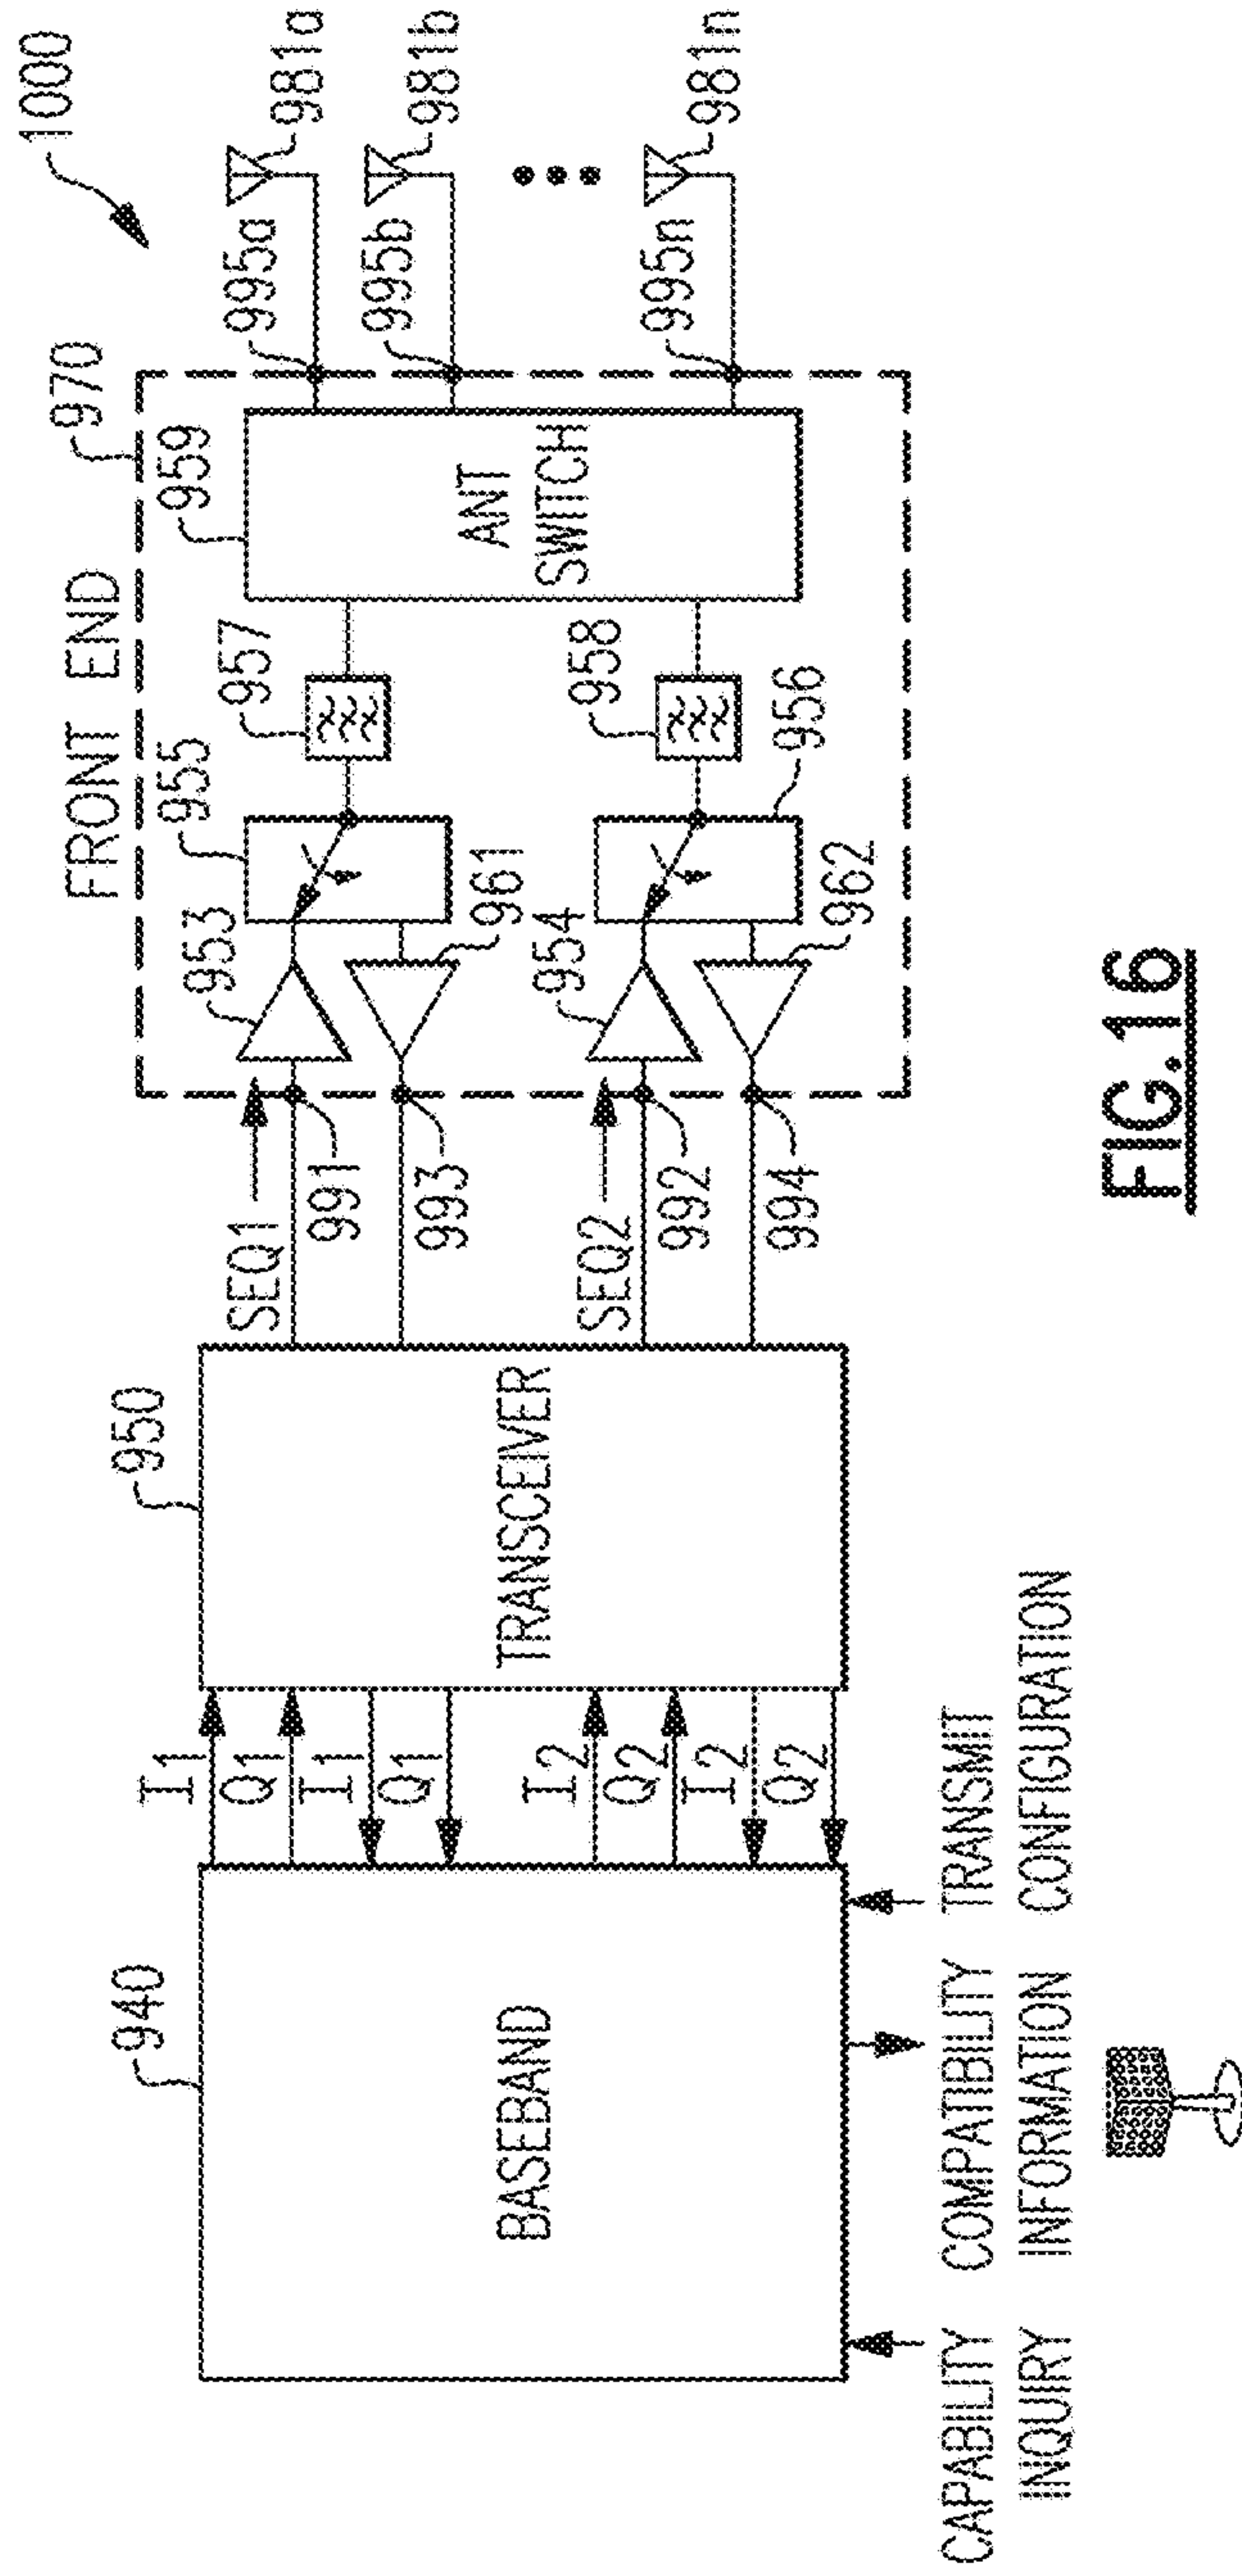 1000
FRONT END
970
940
950
953
955
957
959
995a
981a
995b
981b
995n
981n
I1
Q1
I1
Q1
I2
Q2
I2
Q2
BASEBAND
TRANSCEIVER
SEQ1
991
993
961
ANT
SWITCH
SEQ2
992
994
954
962
956
958
CAPABILITY
INQUIRY
COMPATIBILITY
INFORMATION
TRANSMIT
CONFIGURATION
FIG.16